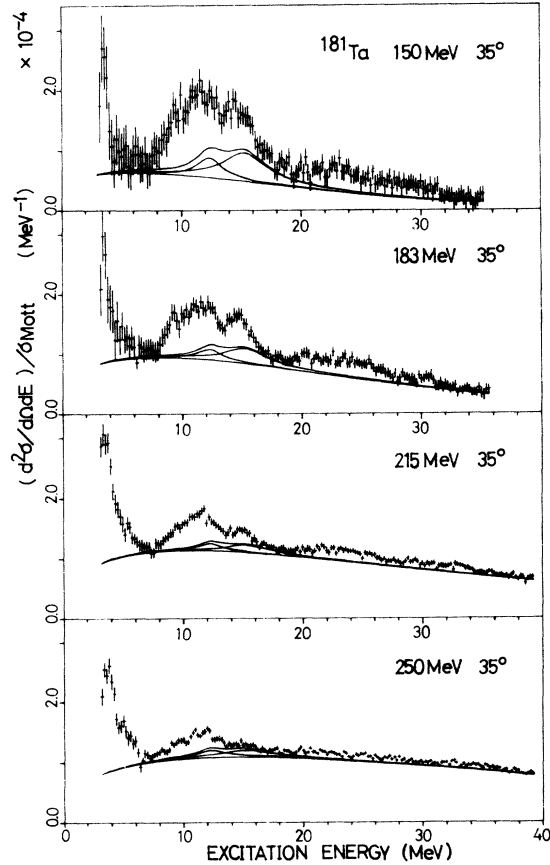 × 10⁻⁴
¹⁸¹Ta 150 MeV 35°
2.0
0.0
10 20 30
183 MeV 35°
2.0
0.0
10 20 30
215 MeV 35°
2.0
0.0
10 20 30
250 MeV 35°
2.0
0.0
0 10 20 30 40
(d²σ/dΩdE)/σMott (MeV⁻¹)
EXCITATION ENERGY (MeV)